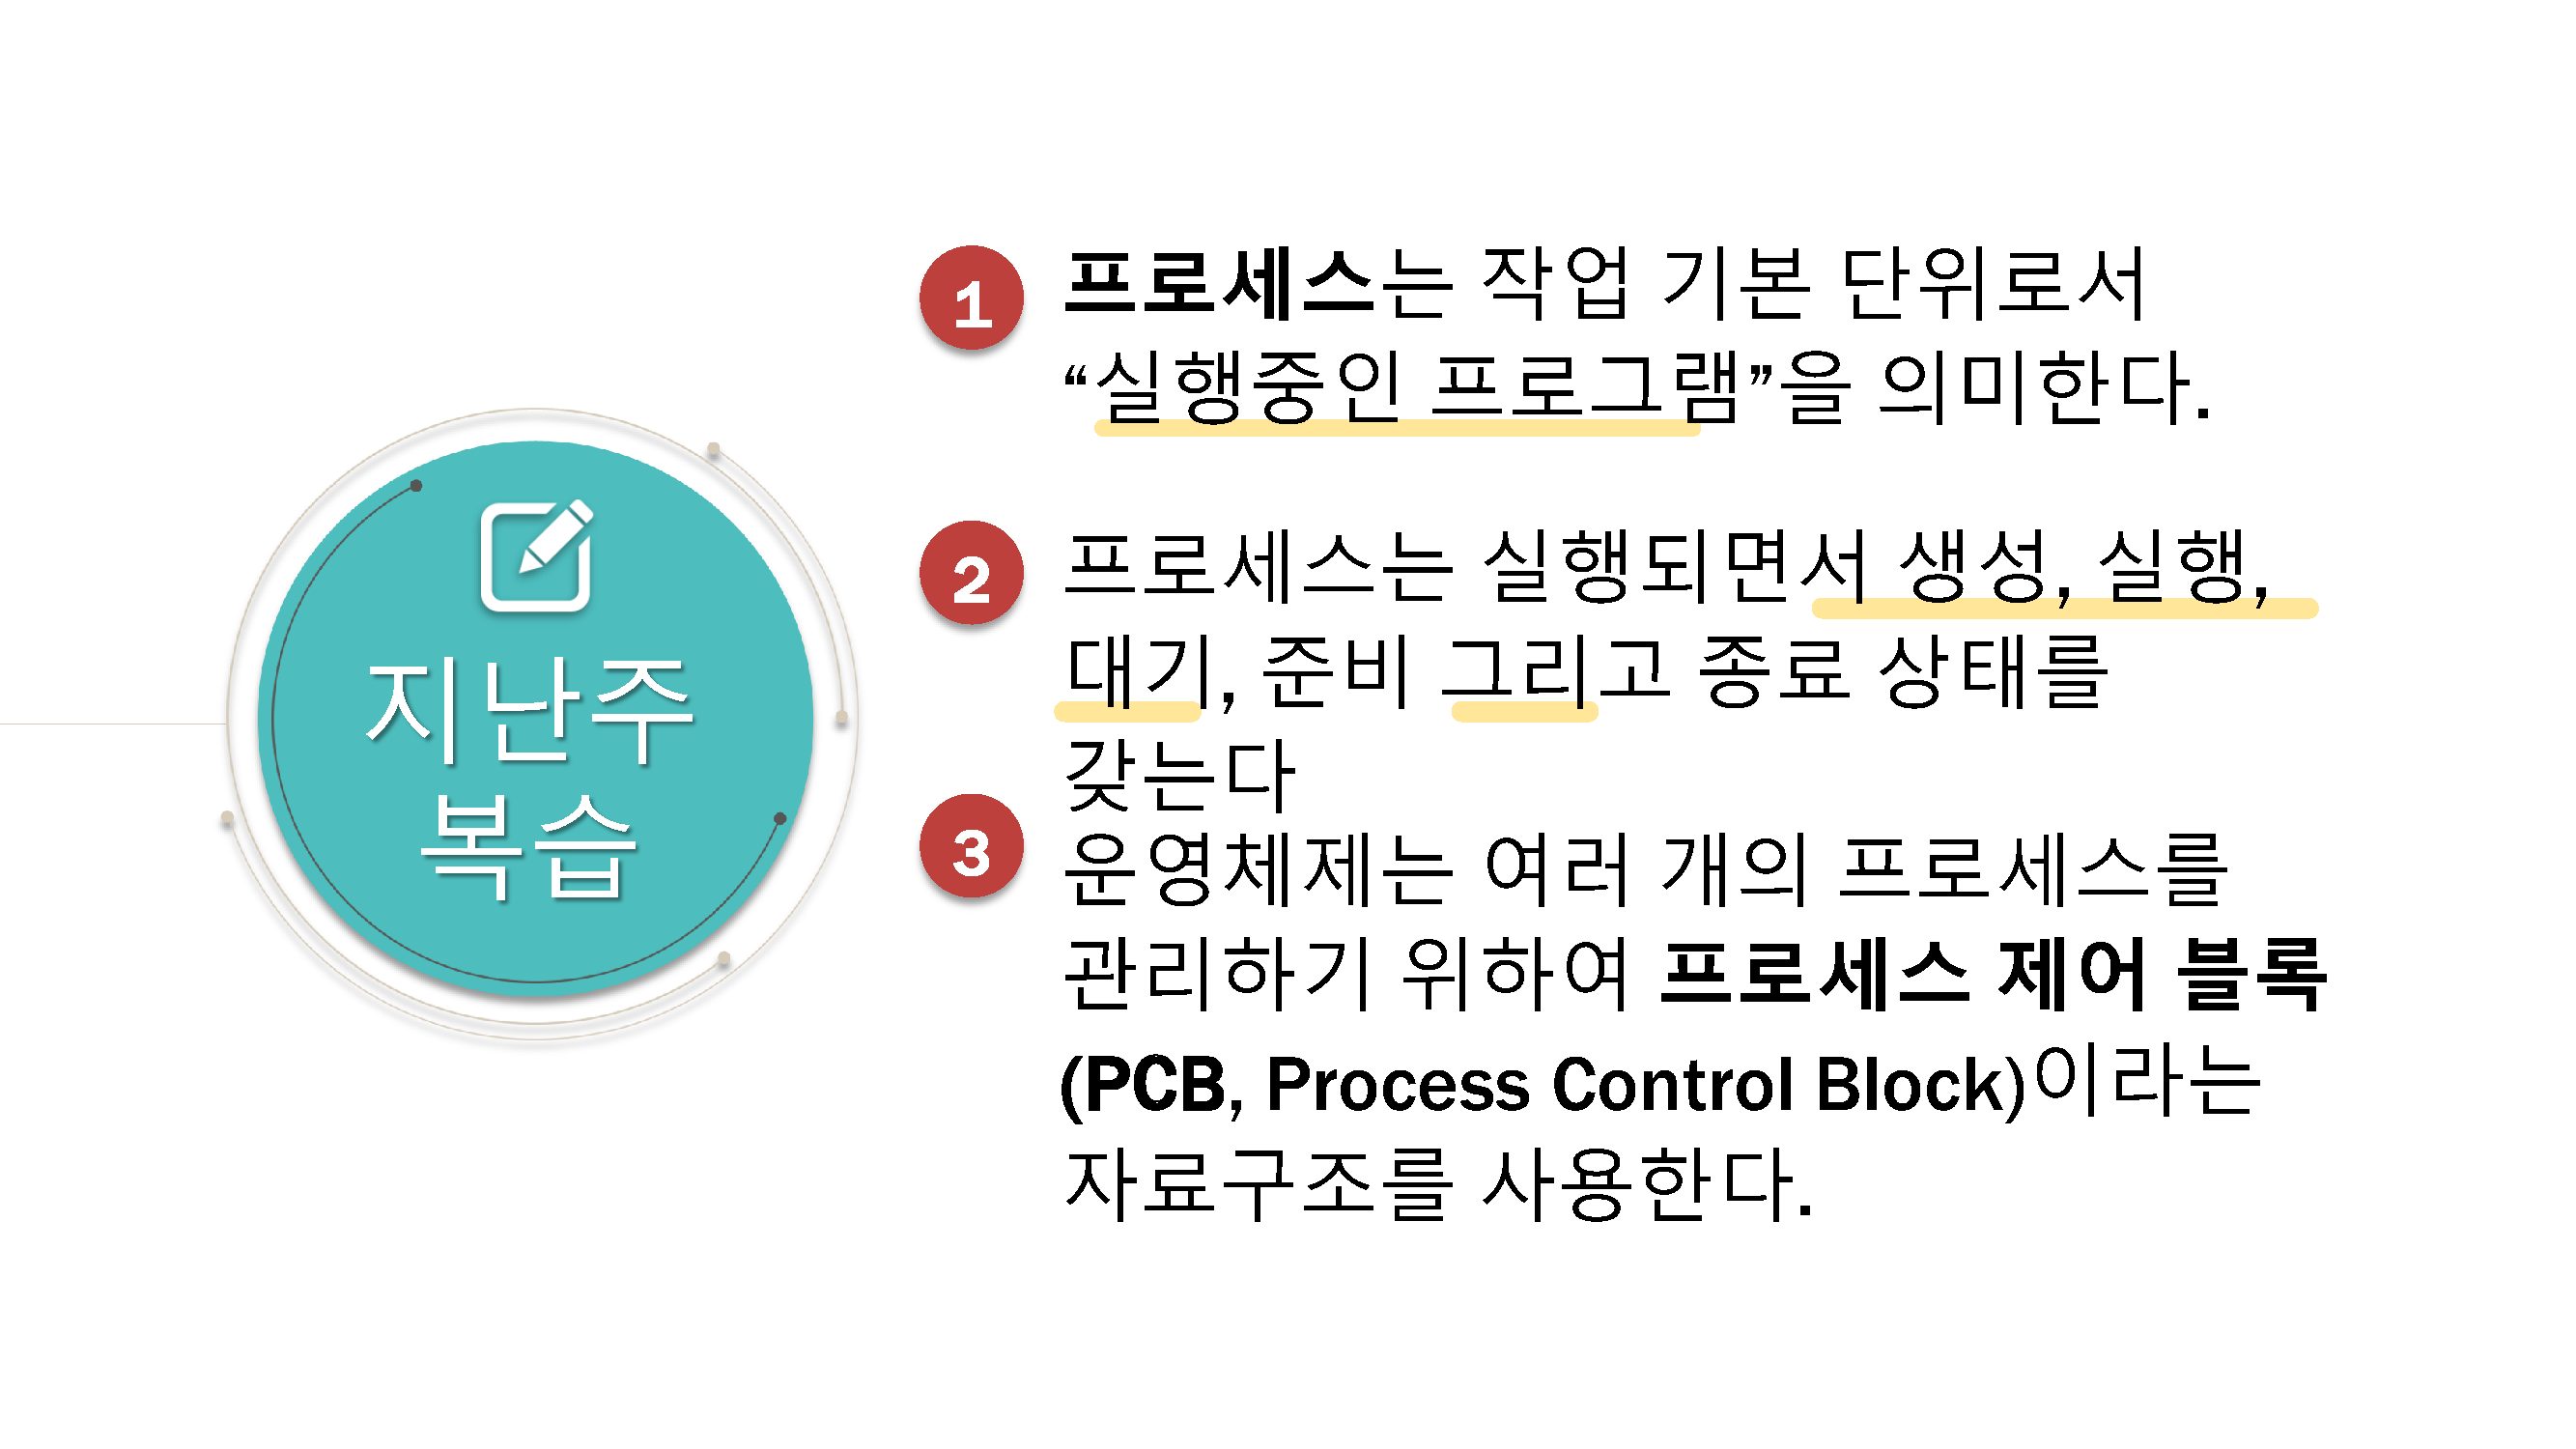 지난주
복습
1
프로세스는 작업 기본 단위로서
“실행중인 프로그램”을 의미한다.
2
프로세스는 실행되면서 생성, 실행,
대기, 준비 그리고 종료 상태를
갖는다
3
운영체제는 여러 개의 프로세스를
관리하기 위하여 프로세스 제어 블록
(PCB, Process Control Block)이라는
자료구조를 사용한다.